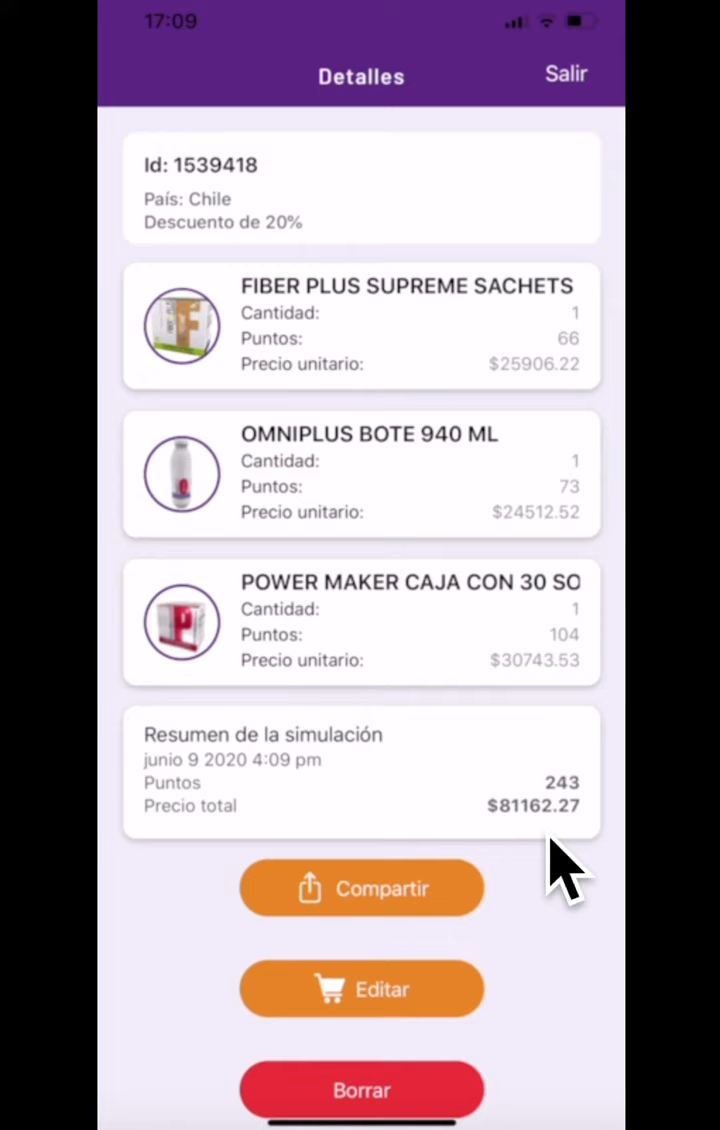 17:09
Detalles
Salir
Id: 1539418
País: Chile
Descuento de 20%
FIBER PLUS SUPREME SACHETS
Cantidad: 1
Puntos: 66
Precio unitario: $25906.22
OMNIPLUS BOTE 940 ML
Cantidad: 1
Puntos: 73
Precio unitario: $24512.52
POWER MAKER CAJA CON 30 SO
Cantidad: 1
Puntos: 104
Precio unitario: $30743.53
Resumen de la simulación
junio 9 2020 4:09 pm
Puntos 243
Precio total $81162.27
Compartir
Editar
Borrar